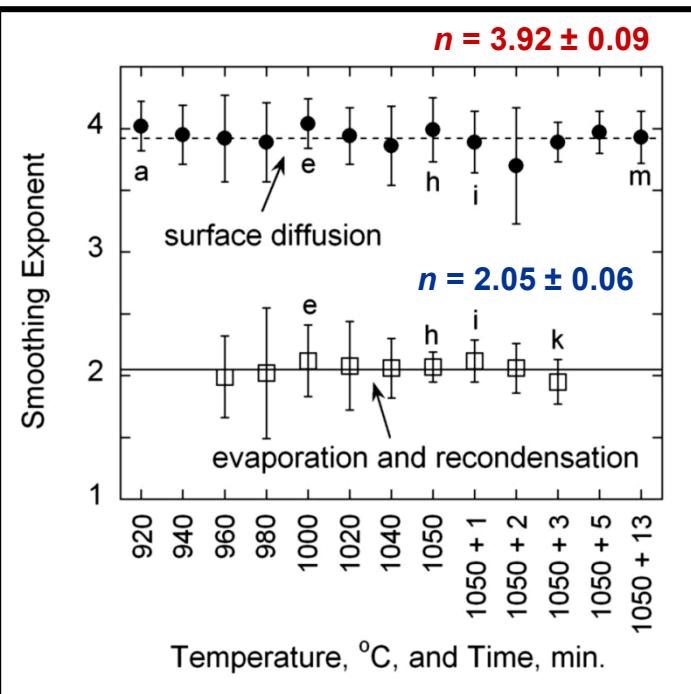 n = 3.92 ± 0.09
4
a
e
h
i
m
surface diffusion
3
n = 2.05 ± 0.06
e
h
i
k
2
evaporation and recondensation
1
Smoothing Exponent
920
940
960
980
1000
1020
1040
1050
1050 + 1
1050 + 2
1050 + 3
1050 + 5
1050 + 13
Temperature, °C, and Time, min.